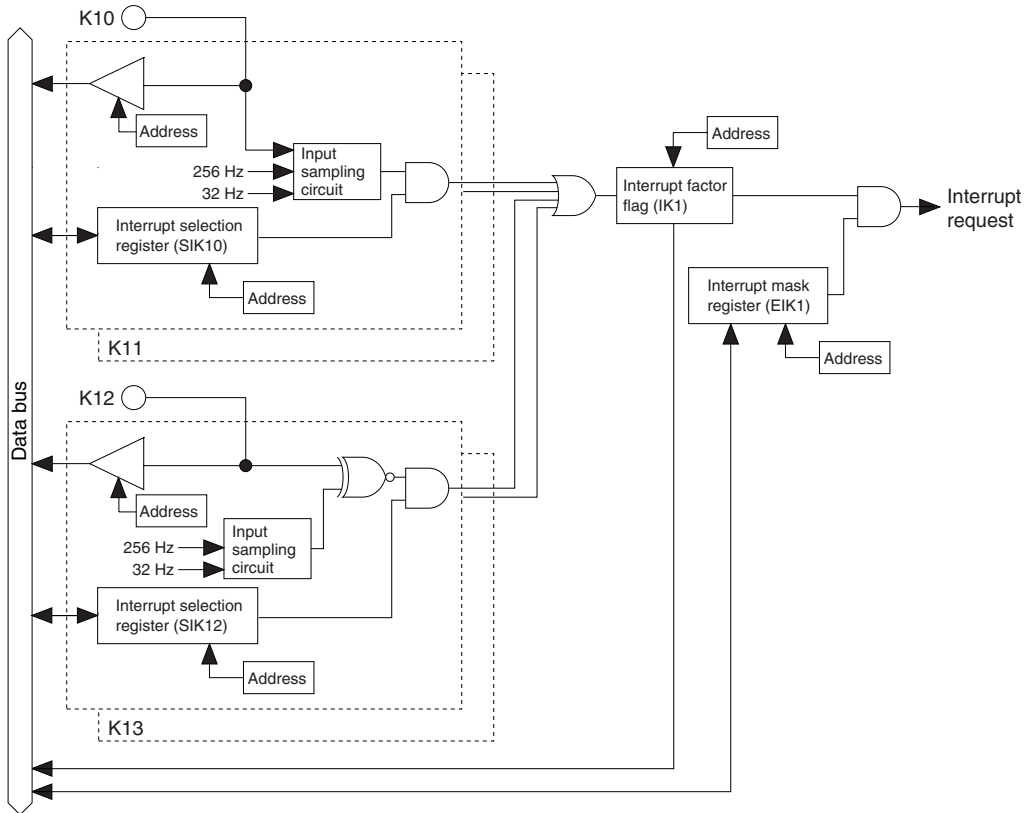 K10
Address
256 Hz
32 Hz
Input
sampling
circuit
Interrupt selection
register (SIK10)
Address
K11
Address
Interrupt factor
flag (IK1)
Interrupt
request
Interrupt mask
register (EIK1)
Address
Data bus
K12
Address
256 Hz
32 Hz
Input
sampling
circuit
Interrupt selection
register (SIK12)
Address
K13